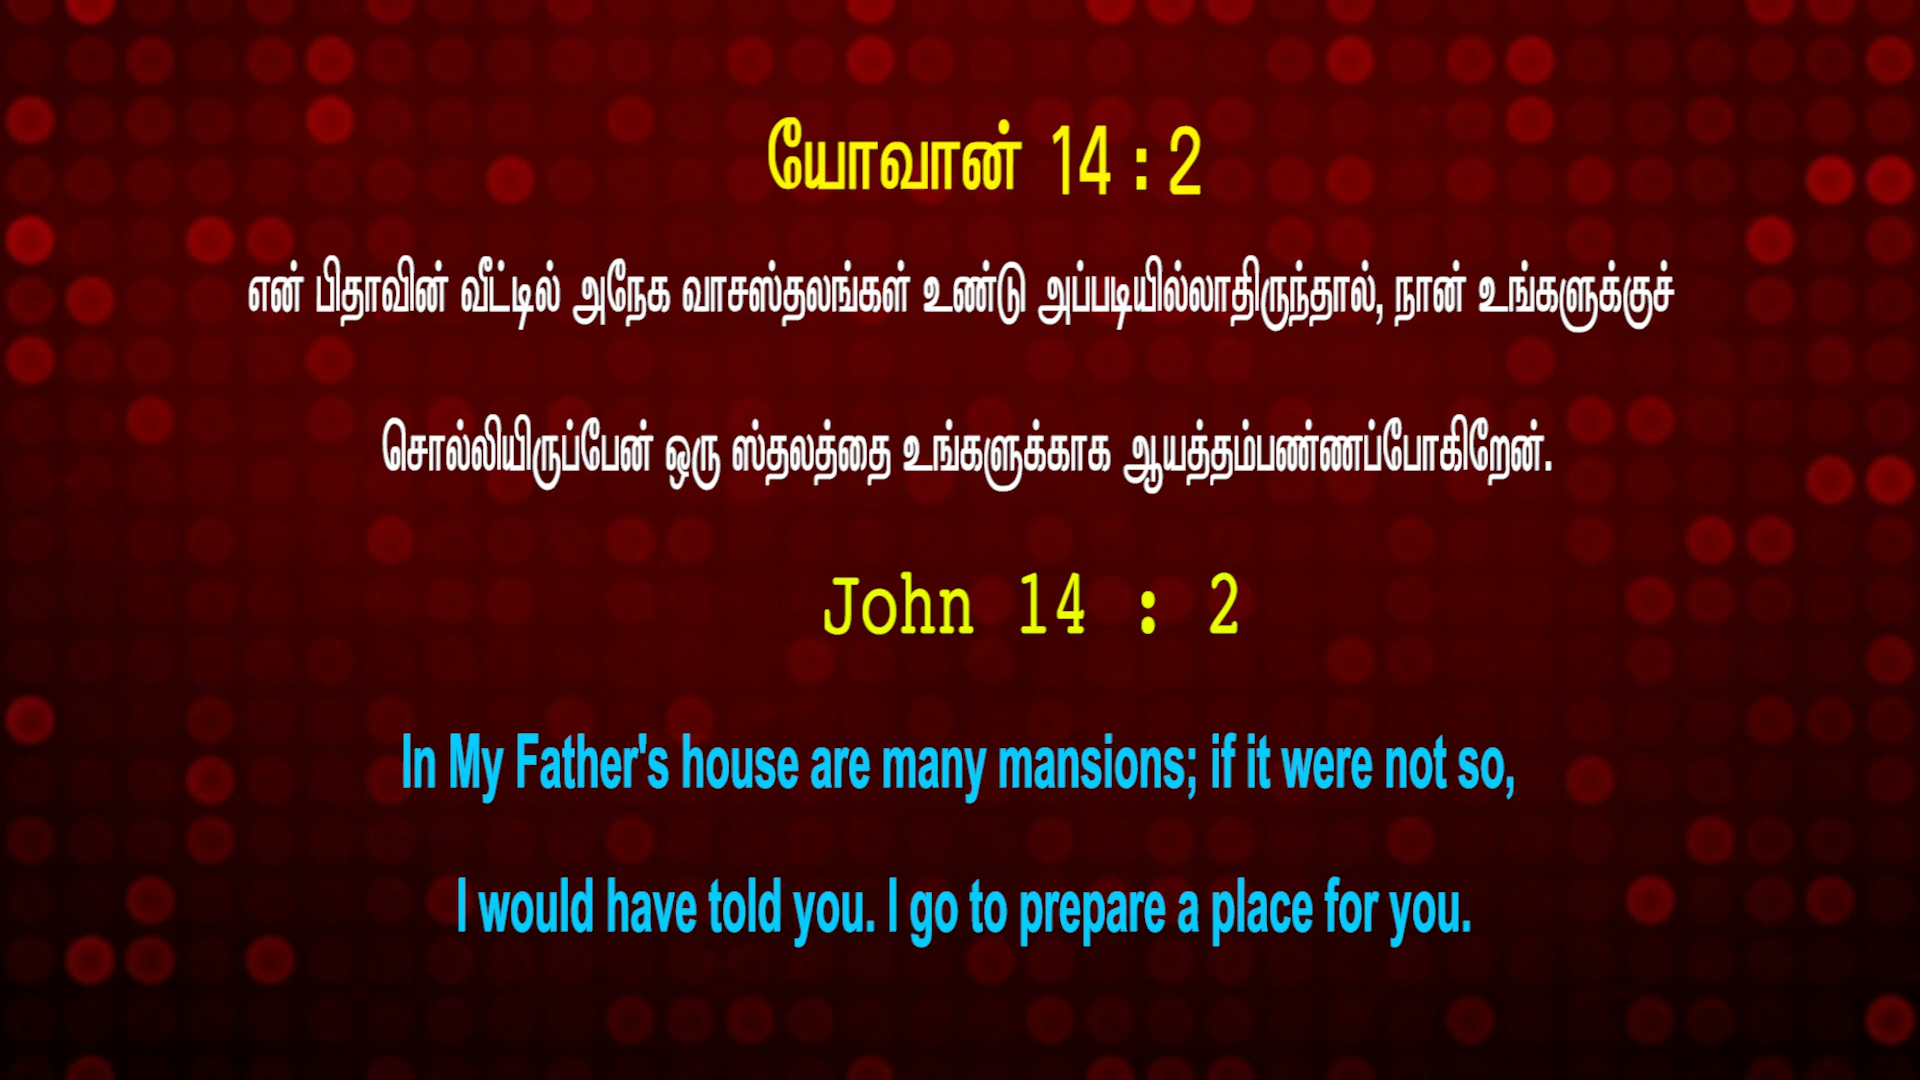 யோவான் 14 : 2
என் பிதாவின் வீட்டில் அநேக வாசஸ்தலங்கள் உண்டு அப்படியில்லாதிருந்தால், நான் உங்களுக்குச்
சொல்லியிருப்பேன் ஒரு ஸ்தலத்தை உங்களுக்காக ஆயத்தம்பண்ணப்போகிறேன்.
John 14 : 2
In My Father's house are many mansions; if it were not so,
I would have told you. I go to prepare a place for you.